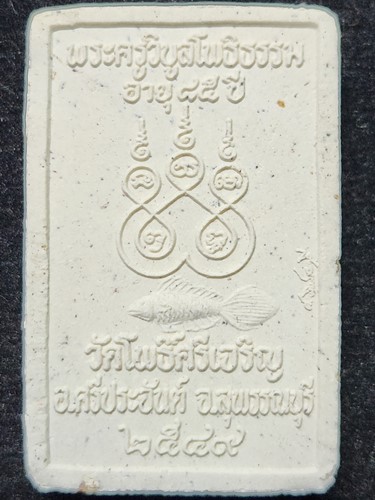 พระครูวิบูลโพธิธรรม
อายุ ๘๕ ปี
วัดโพธิ์ศรีเจริญ
อ.ศรีประจันต์ จ.สุพรรณบุรี
๒๕๔๙